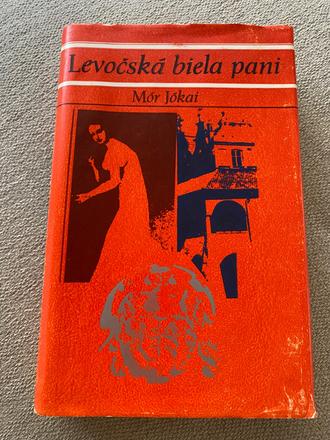 Levočská biela pani
Mór Jókai